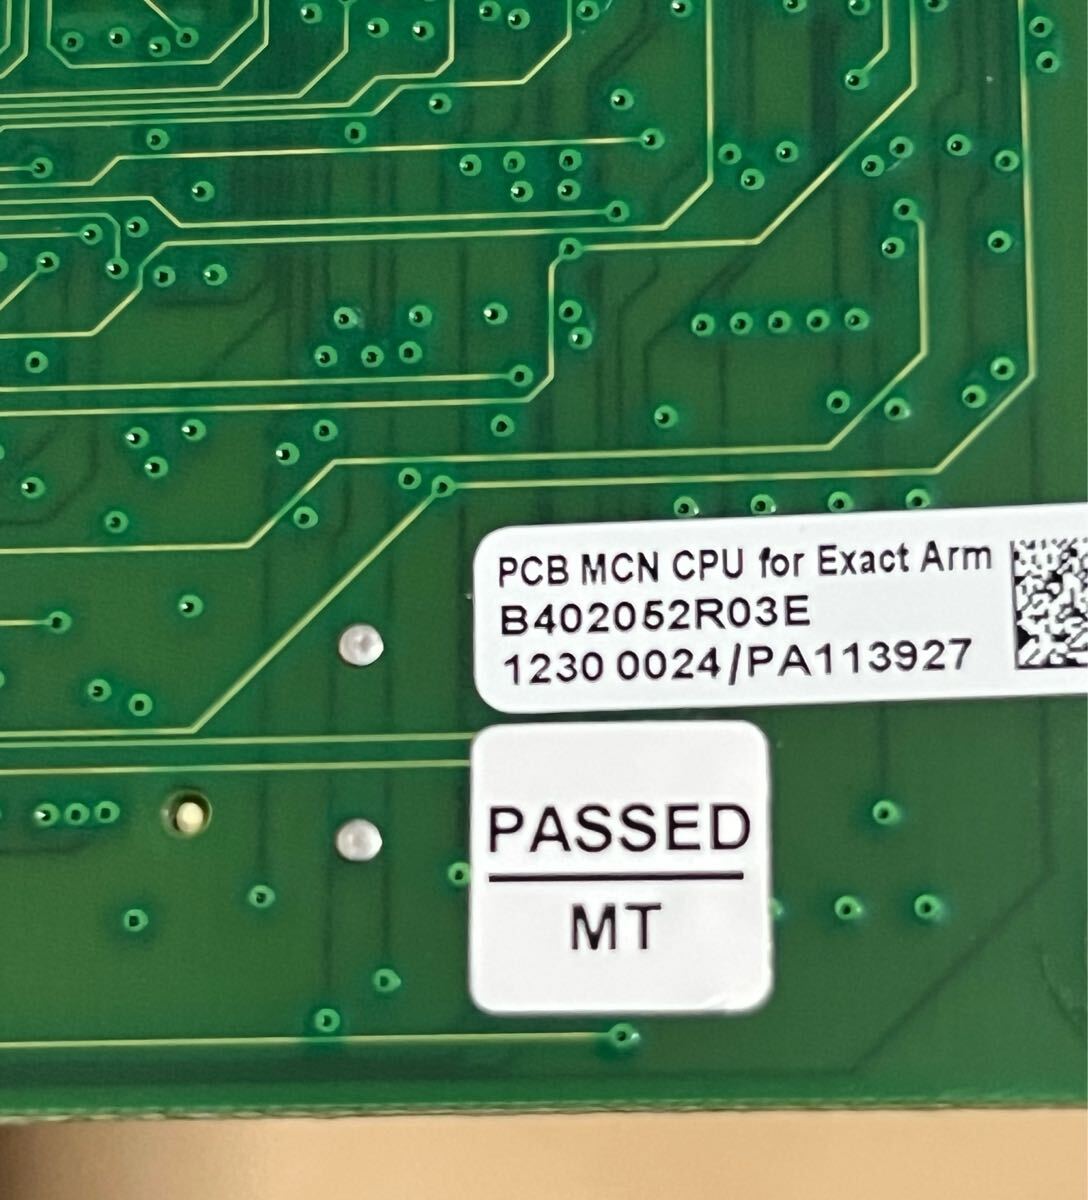 PCB MCN CPU for Exact Arm
B402052R03E
1230 0024/PA113927
PASSED
MT